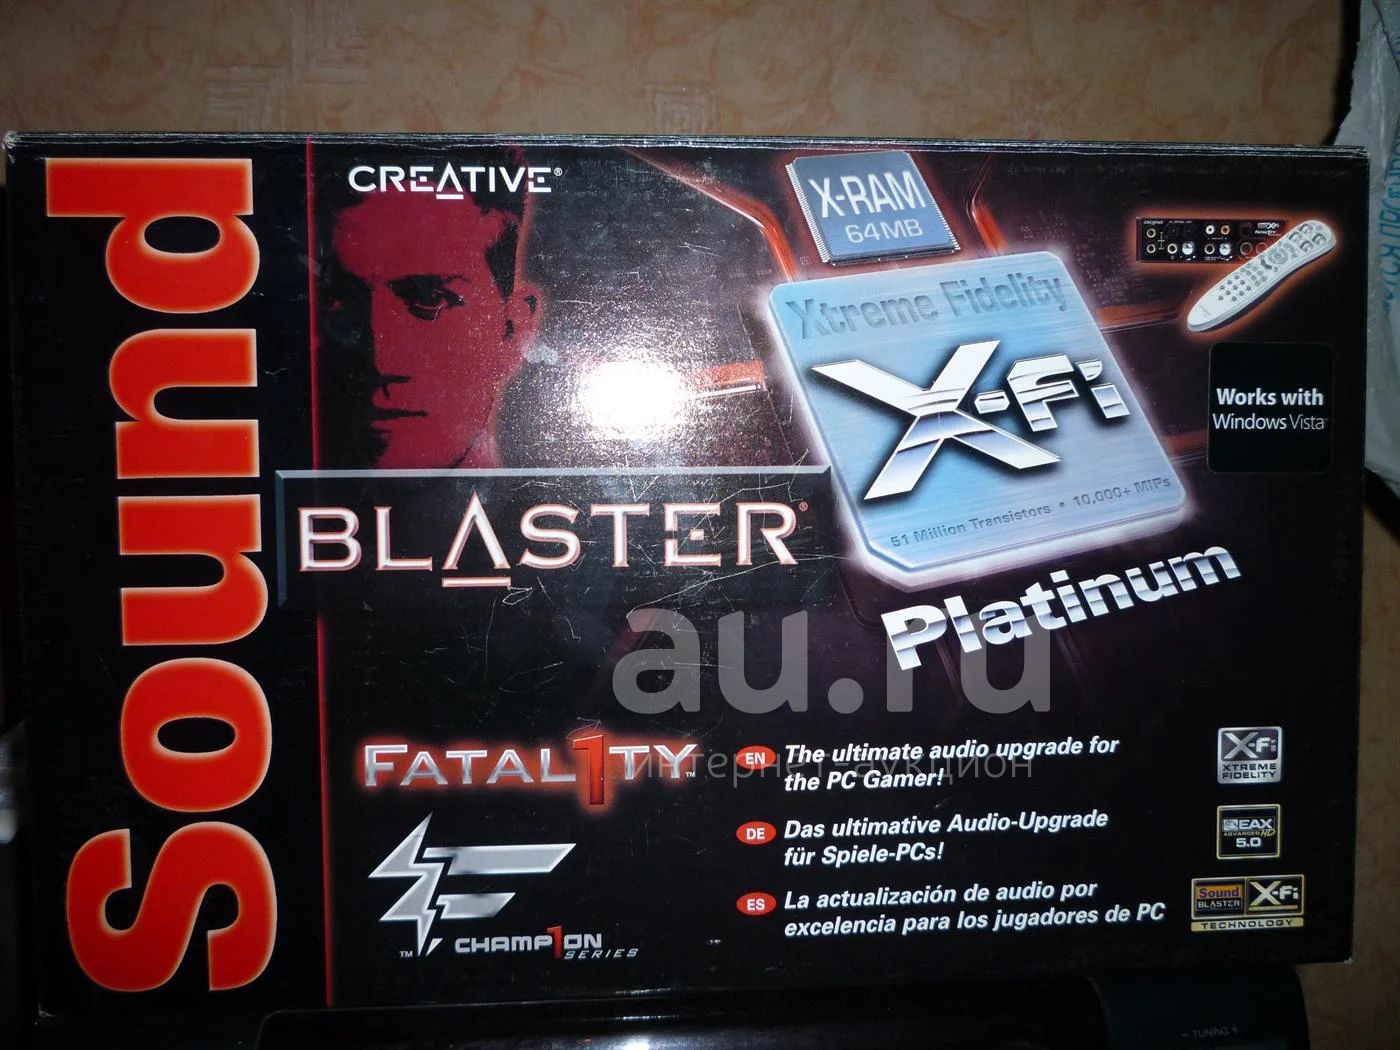 Sound
CREATIVE®
BLASTER®
X-RAM
64MB
Xtreme Fidelity
X-Fi
51 Million Transistors • 10,000+ MIPs
Platinum
Works with
Windows Vista
au.ru
интернет-аукцион
FATAL1TY™
TM
CHAMP1ON
SERIES
EN
The ultimate audio upgrade for
the PC Gamer!
DE
Das ultimative Audio-Upgrade
für Spiele-PCs!
ES
La actualización de audio por
excelencia para los jugadores de PC
X-Fi
XTREME
FIDELITY
EAX
ADVANCED HD
5.0
Sound
BLASTER
X-Fi
TECHNOLOGY
− TUNING +